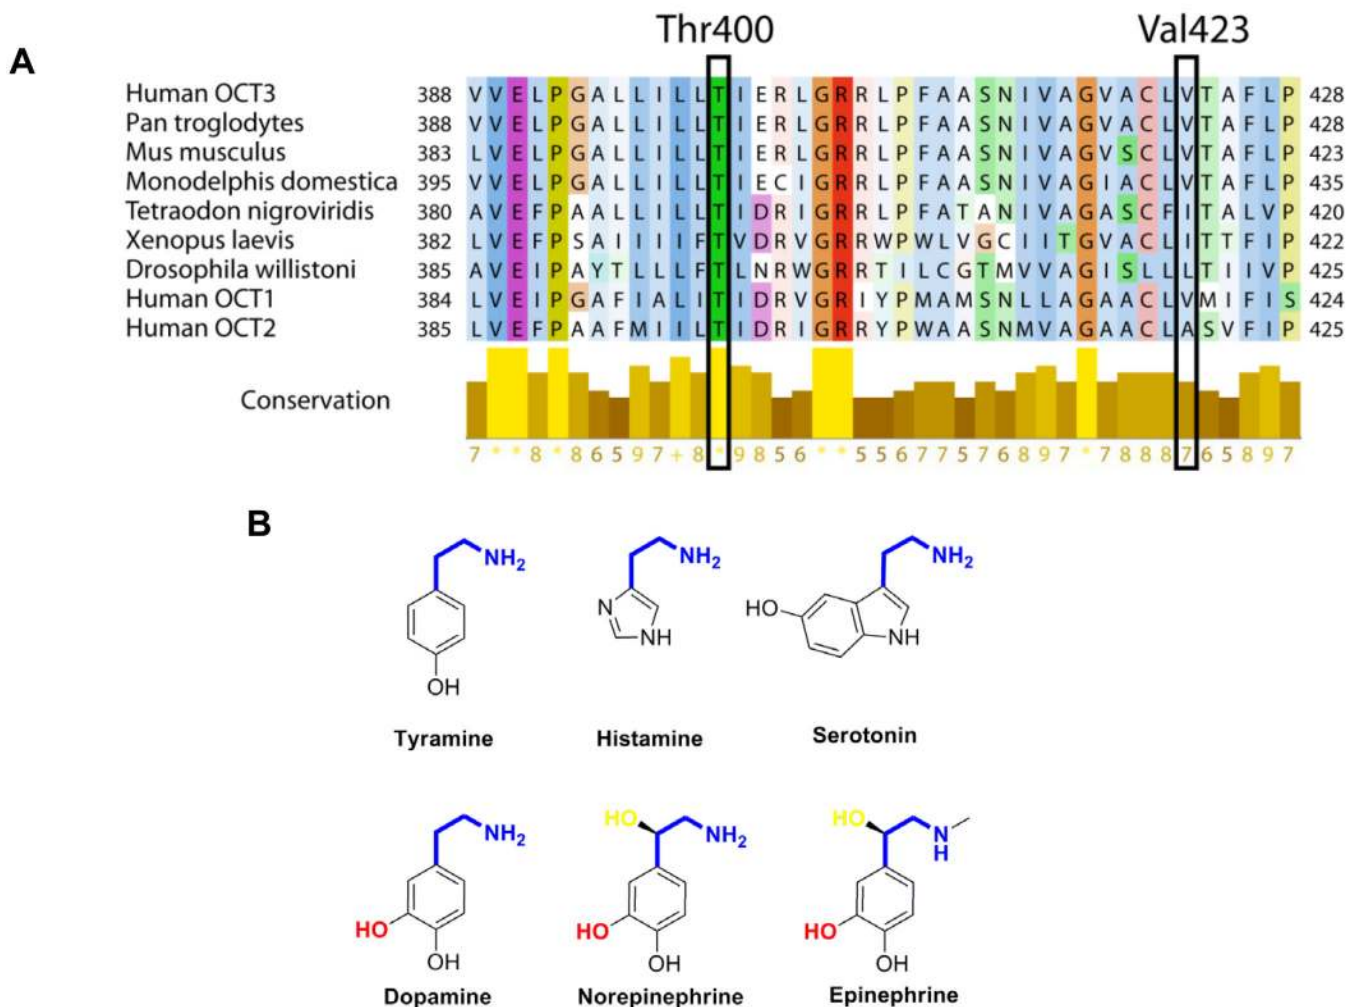 A
Thr400 Val423
Human OCT3 388 V V E L P G A L L I L L T I E R L G R R L P F A A S N I V A G V A C L V T A F L P 428
Pan troglodytes 388 V V E L P G A L L I L L T I E R L G R R L P F A A S N I V A G V A C L V T A F L P 428
Mus musculus 383 L V E L P G A L L I L L T I E R L G R R L P F A A S N I V A G V S C L V T A F L P 423
Monodelphis domestica 395 V V E L P G A L L I L L T I E C I G R R L P F A A S N I V A G I A C L V T A F L P 435
Tetraodon nigroviridis 380 A V E F P A A L L I L L T I D R I G R R L P F A T A N I V A G A S C F I T A L V P 420
Xenopus laevis 382 L V E F P S A I I I I F T V D R V G R R W P W L V G C I I T G V A C L I T T F I P 422
Drosophila willistoni 385 A V E I P A Y T L L L F T L N R W G R R T I L C G T M V V A G I S L L L T I I V P 425
Human OCT1 384 L V E I P G A F I A L I T I D R V G R I Y P M A M S N L L A G A A C L V M I F I S 424
Human OCT2 385 L V E F P A A F M I I L T I D R I G R R Y P W A A S N M V A G A A C L A S V F I P 425
Conservation
7 * * 8 * 8 6 5 9 7 + 8 * 9 8 5 6 * * 5 5 6 7 7 5 7 6 8 9 7 * 7 8 8 8 7 6 5 8 9 7
B
NH2 NH2 NH2
N NH HO NH
OH
Tyramine Histamine Serotonin
NH2 HO NH2 HO N H
HO HO HO
OH OH OH
Dopamine Norepinephrine Epinephrine